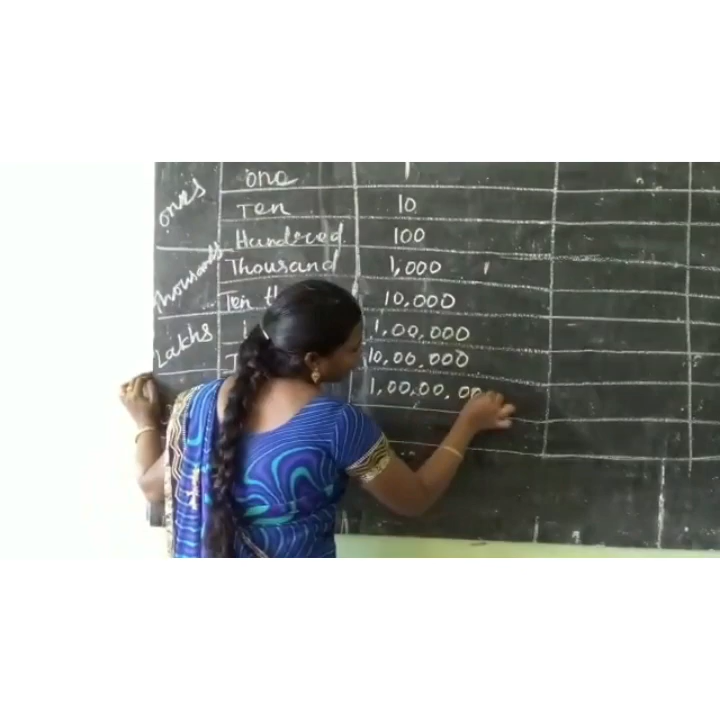 ones
one 1
Ten 10
Hundred 100
Thousands
Thousand 1,000
Ten 10,000
Lakhs
1,00,000
10,00,000
1,00,00,00